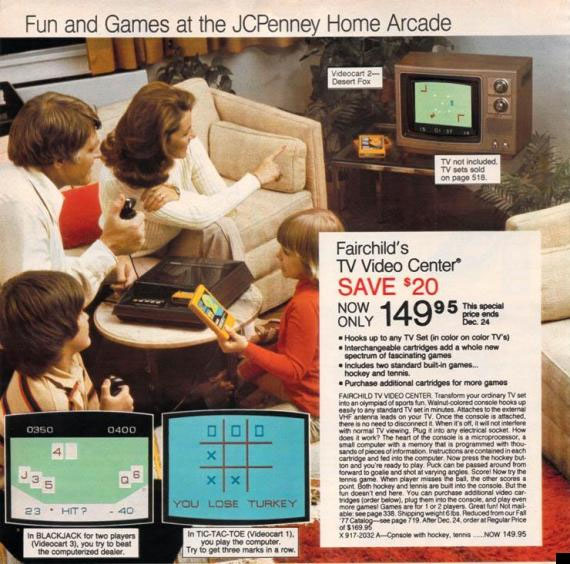 Fun and Games at the JCPenney Home Arcade
Videocart 2—
Desert Fox
TV not included.
TV sets sold
on page 518.
Fairchild's
TV Video Center®
SAVE $20
NOW
ONLY 149 95 This special
price ends
Dec. 24
▪ Hooks up to any TV Set (in color on color TV's)
▪ Interchangeable cartridges add a whole new
spectrum of fascinating games
▪ Includes two standard built-in games...
hockey and tennis.
▪ Purchase additional cartridges for more games
FAIRCHILD TV VIDEO CENTER. Transform your ordinary TV set
into an olympiad of sports fun. Walnut-colored console hooks up
easily to any standard TV set in minutes. Attaches to the external
VHF antenna leads on your TV. Once the console is attached,
there is no need to disconnect it. When it's off, it will not interfere
with normal TV viewing. Plug it into any electrical socket. How
does it work? The heart of the console is a microprocessor, a
small computer with a memory that is programmed with thou-
sands of pieces of information. Instructions are contained in each
cartridge and fed into the computer. Now press the hockey but-
ton and you're ready to play. Puck can be passed around from
forward to goalie and shot at varying angles. Score! Now try the
tennis game. When player misses the ball, the other scores a
point. Both hockey and tennis are built into the console. But the
fun doesn't end here. You can purchase additional video car-
tridges (order below), plug them into the console, and play even
more games! Games are for 1 or 2 players. Great fun! Not mail-
able: see page 338. Shipping weight 6 lbs. Reduced from our Fall
'77 Catalog—see page 719. After Dec. 24, order at Regular Price
of $169.95
X 917-2032 A—Console with hockey, tennis .....NOW 149.95
0350 0400
4
J 3 5 Q 6
23 • HIT? - 40
In BLACKJACK for two players
(Videocart 3), you try to beat
the computerized dealer.
X
X X
YOU LOSE TURKEY
In TIC-TAC-TOE (Videocart 1),
you play the computer.
Try to get three marks in a row.